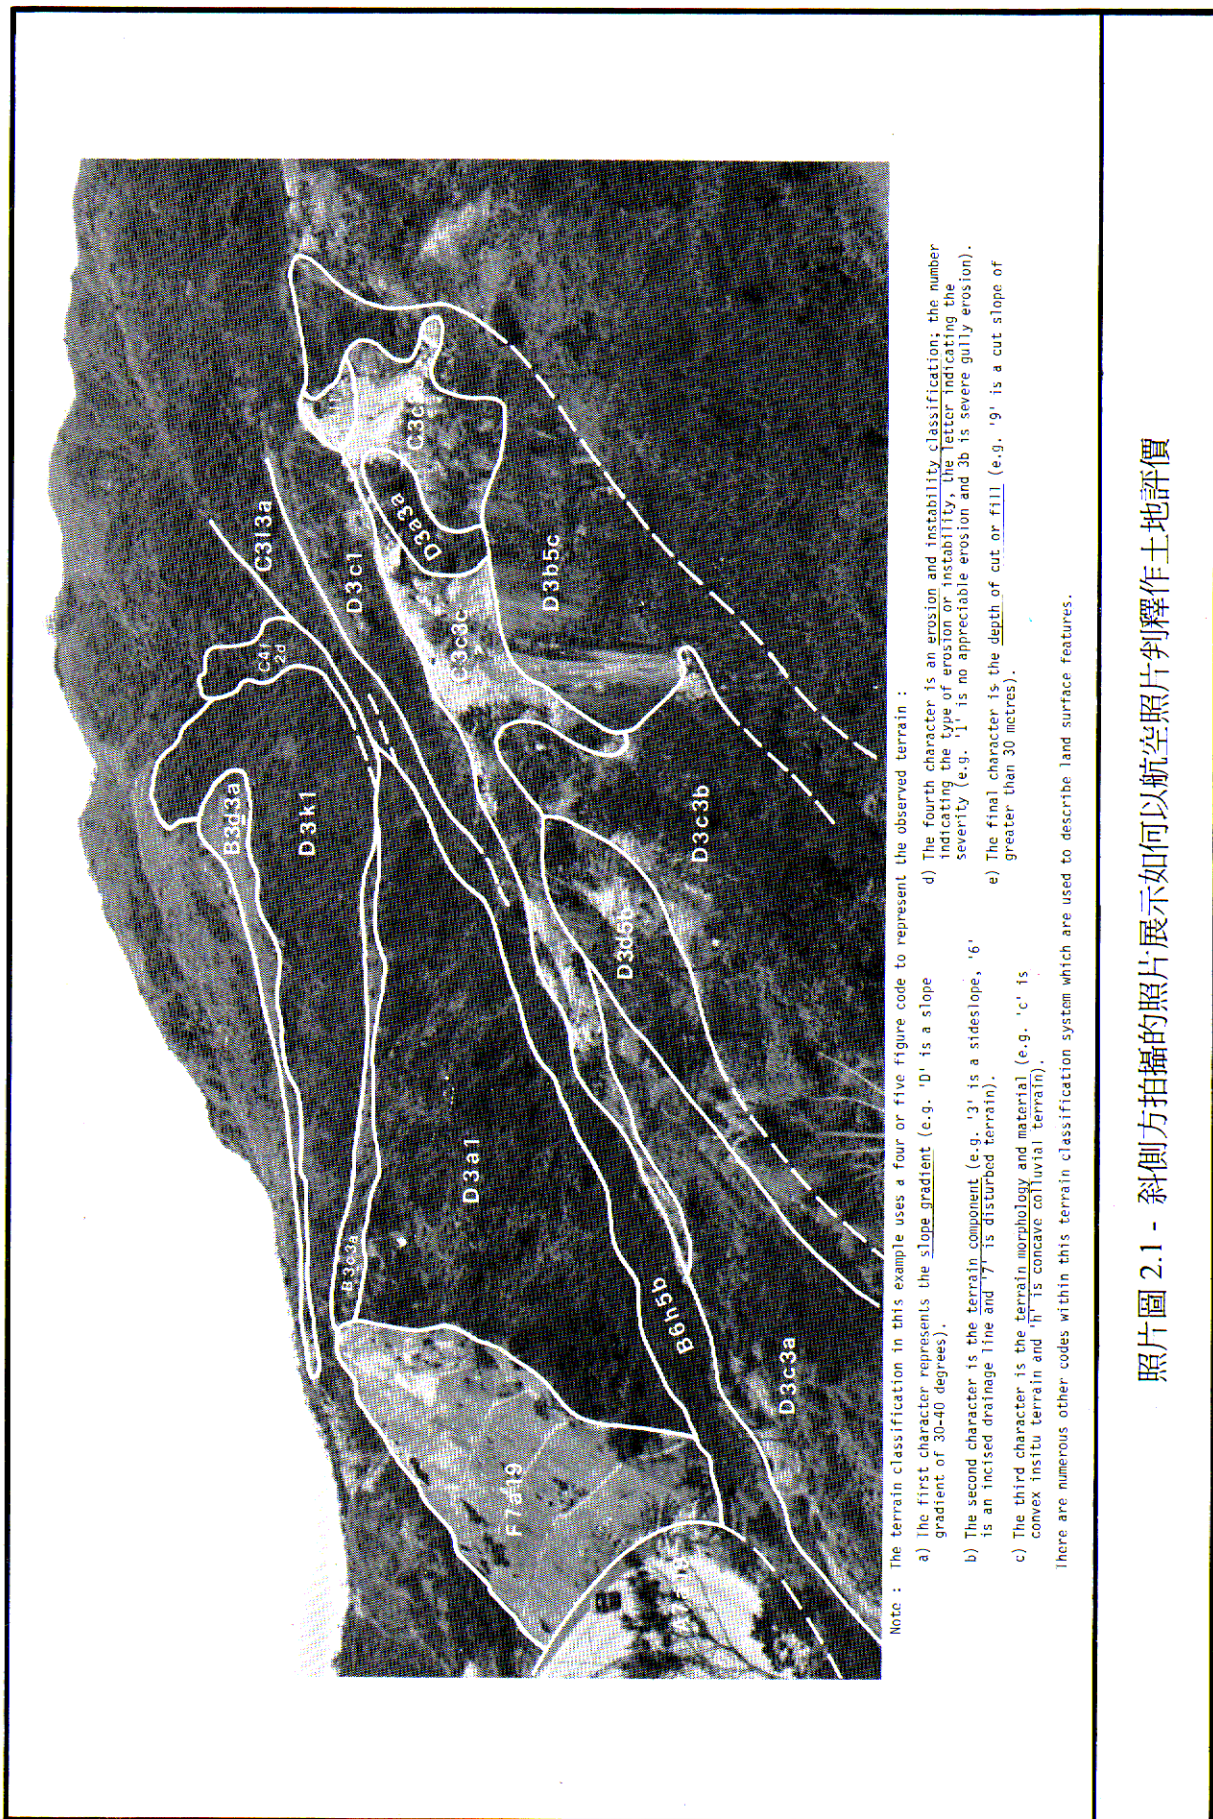 B3d3a
C4f
2d
C3l3a
D3k1
D3c1
D3a3a
C3c3c
D3b5c
B3c3a
D3a1
D3d5b
D3c3b
F7a19
B6h5b
D3c3a
Note : The terrain classification in this example uses a four or five figure code to represent the observed terrain :
a) The first character represents the slope gradient (e.g. 'D' is a slope
gradient of 30-40 degrees).
b) The second character is the terrain component (e.g. '3' is a sideslope, '6'
is an incised drainage line and '7' is disturbed terrain).
c) The third character is the terrain morphology and material (e.g. 'c' is
convex insitu terrain and 'h' is concave colluvial terrain).
d) The fourth character is an erosion and instability classification; the number
indicating the type of erosion or instability, the letter indicating the
severity (e.g. '1' is no appreciable erosion and 3b is severe gully erosion).
e) The final character is the depth of cut or fill (e.g. '9' is a cut slope of
greater than 30 metres).
There are numerous other codes within this terrain classification system which are used to describe land surface features.
照片圖 2.1 - 斜側方拍攝的照片展示如何以航空照片判釋作土地評價